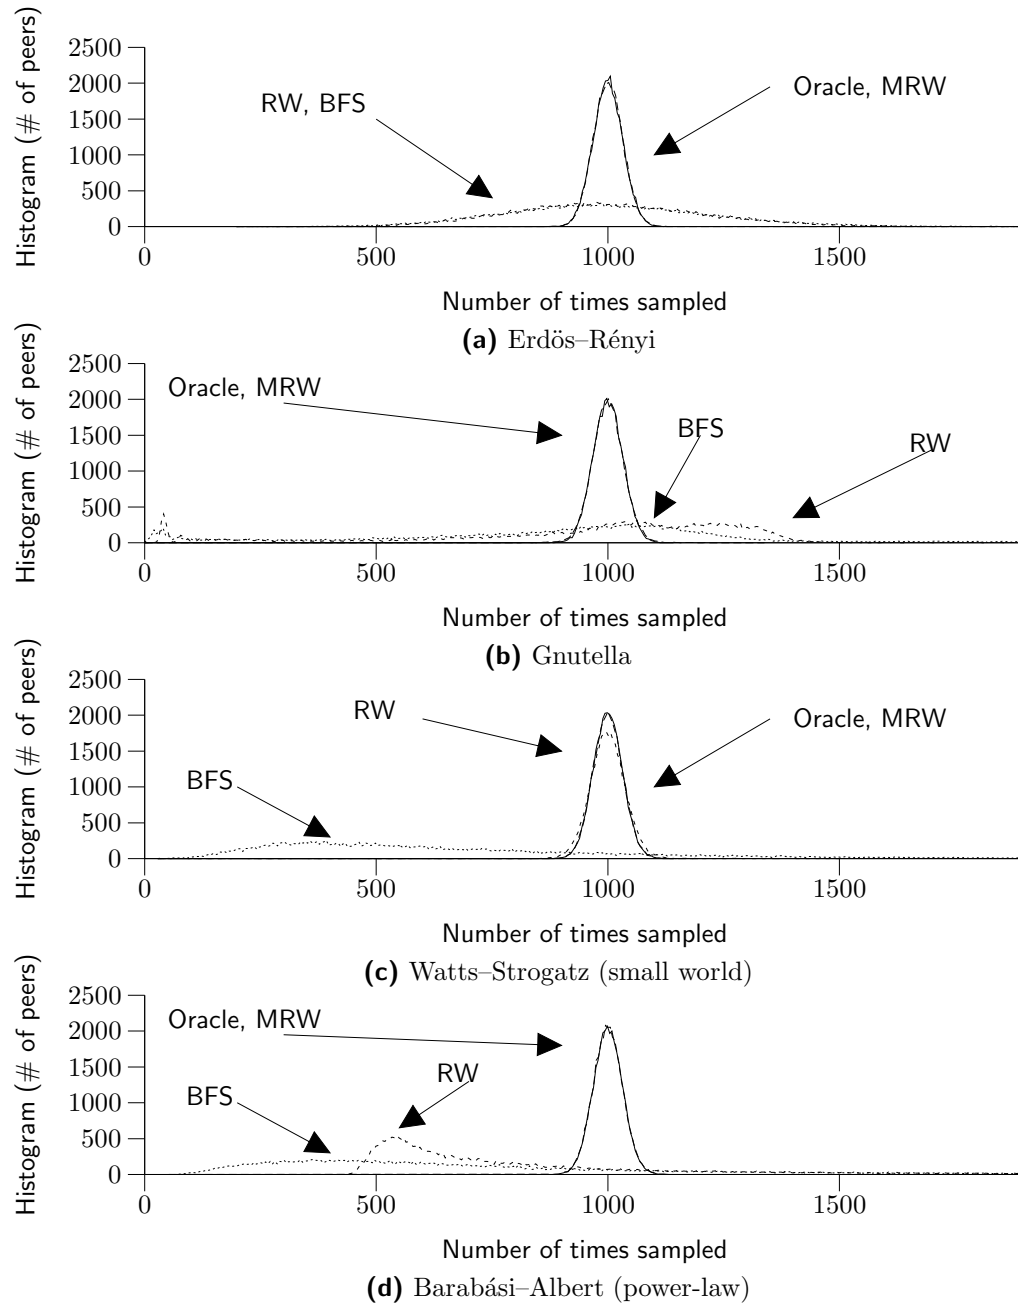 Histogram (# of peers)
2500
2000
1500
1000
500
0
RW, BFS
Oracle, MRW
0 500 1000 1500
Number of times sampled
(a) Erdös–Rényi
Histogram (# of peers)
2500
2000
1500
1000
500
0
Oracle, MRW
BFS
RW
0 500 1000 1500
Number of times sampled
(b) Gnutella
Histogram (# of peers)
2500
2000
1500
1000
500
0
RW
Oracle, MRW
BFS
0 500 1000 1500
Number of times sampled
(c) Watts–Strogatz (small world)
Histogram (# of peers)
2500
2000
1500
1000
500
0
Oracle, MRW
RW
BFS
0 500 1000 1500
Number of times sampled
(d) Barabási–Albert (power-law)